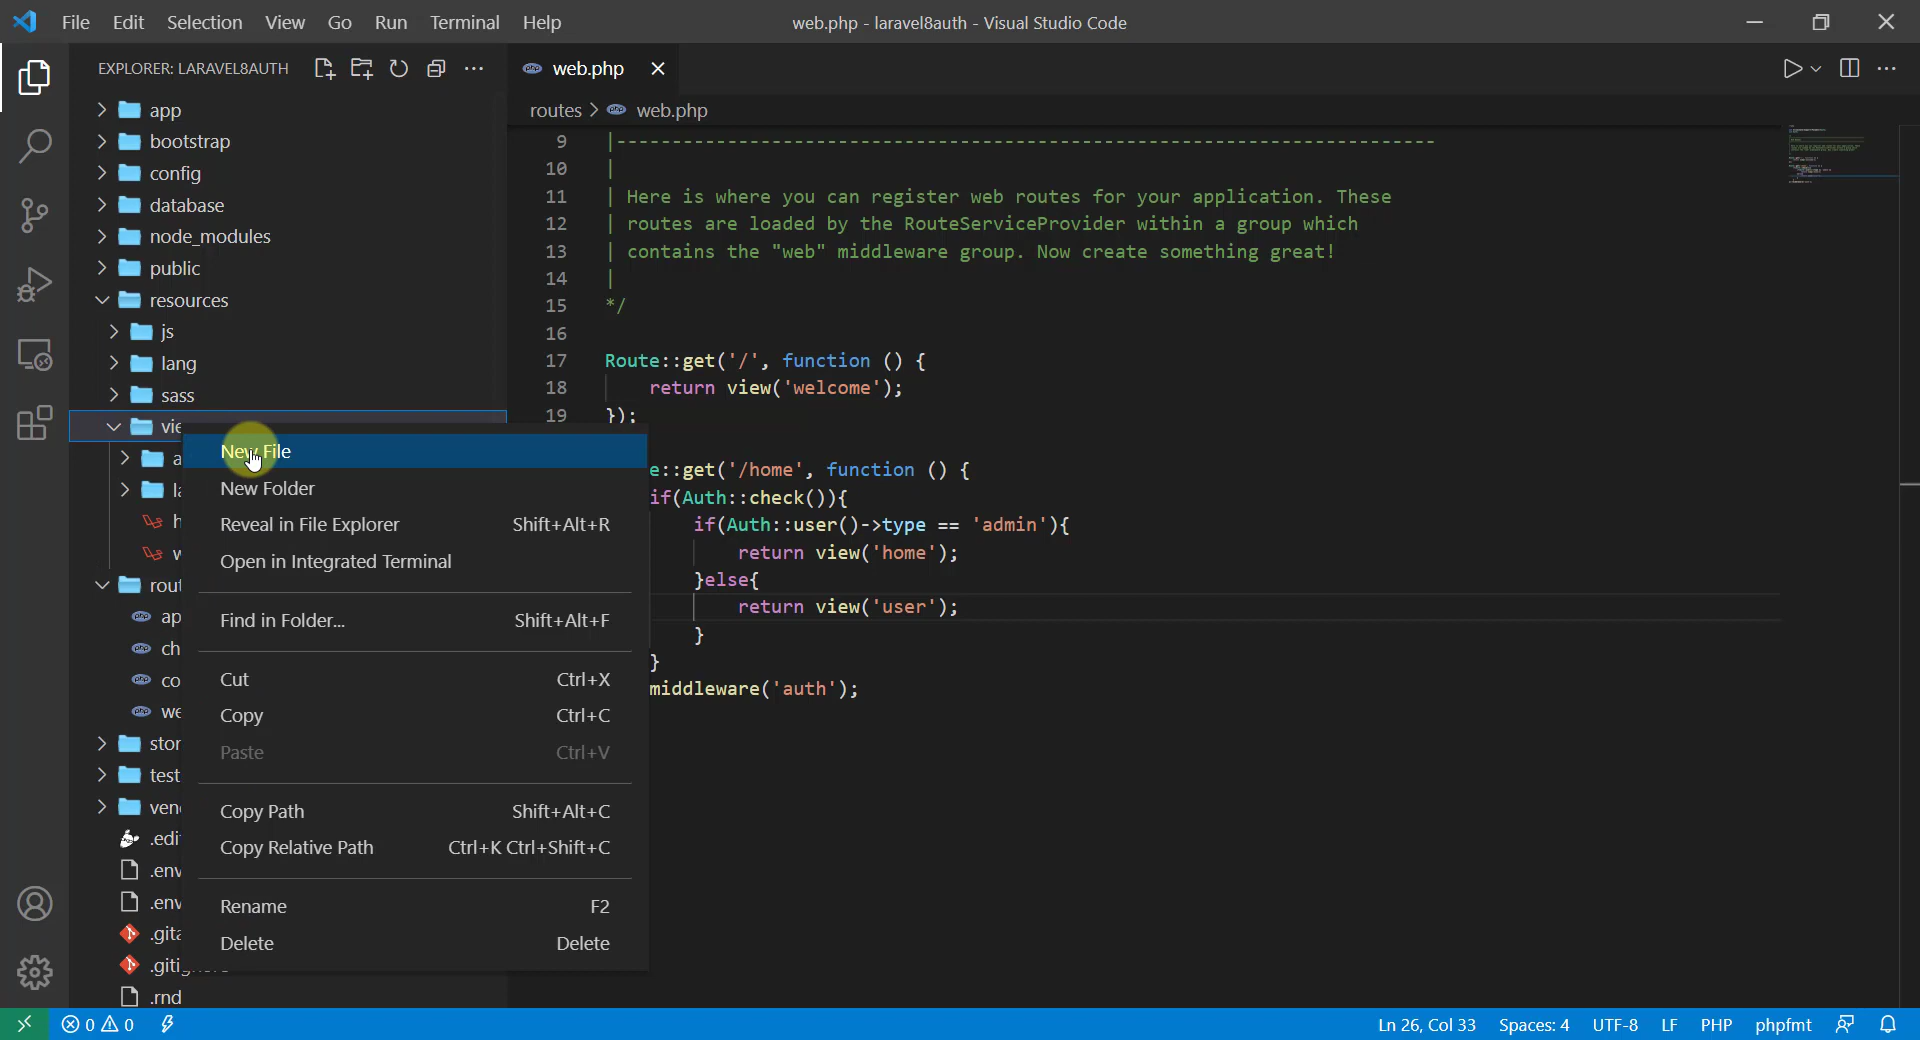 File Edit Selection View Go Run Terminal Help
web.php - laravel8auth - Visual Studio Code
EXPLORER: LARAVEL8AUTH
app
bootstrap
config
database
node_modules
public
resources
js
lang
sass
vie
a
la
h
w
rout
ap
ch
co
we
stor
test
ven
.edi
.env
.env
.gita
.rnd
New File
New Folder
Reveal in File Explorer Shift+Alt+R
Open in Integrated Terminal
Find in Folder... Shift+Alt+F
Cut Ctrl+X
Copy Ctrl+C
Paste Ctrl+V
Copy Path Shift+Alt+C
Copy Relative Path Ctrl+K Ctrl+Shift+C
Rename F2
Delete Delete
web.php
routes > web.php
9 |--------------------------------------------------------------------------
10 |
11 | Here is where you can register web routes for your application. These
12 | routes are loaded by the RouteServiceProvider within a group which
13 | contains the "web" middleware group. Now create something great!
14 |
15 */
16
17 Route::get('/', function () {
18 return view('welcome');
19 });
e::get('/home', function () {
if(Auth::check()){
if(Auth::user()->type == 'admin'){
return view('home');
}else{
return view('user');
}
}
middleware('auth');
0 0
Ln 26, Col 33 Spaces: 4 UTF-8 LF PHP phpfmt